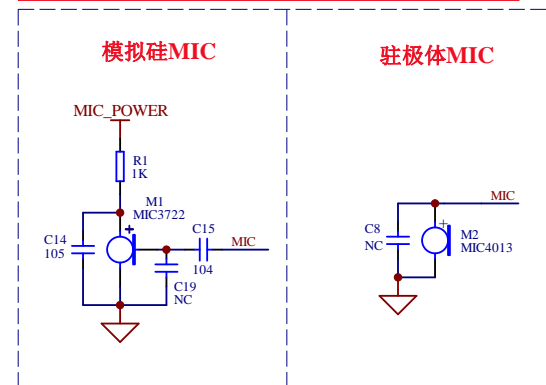 模拟硅MIC
驻极体MIC
MIC_POWER
R1
1K
M1
MIC3722
C14
105
C15
104
MIC
C19
NC
MIC
C8
NC
M2
MIC4013